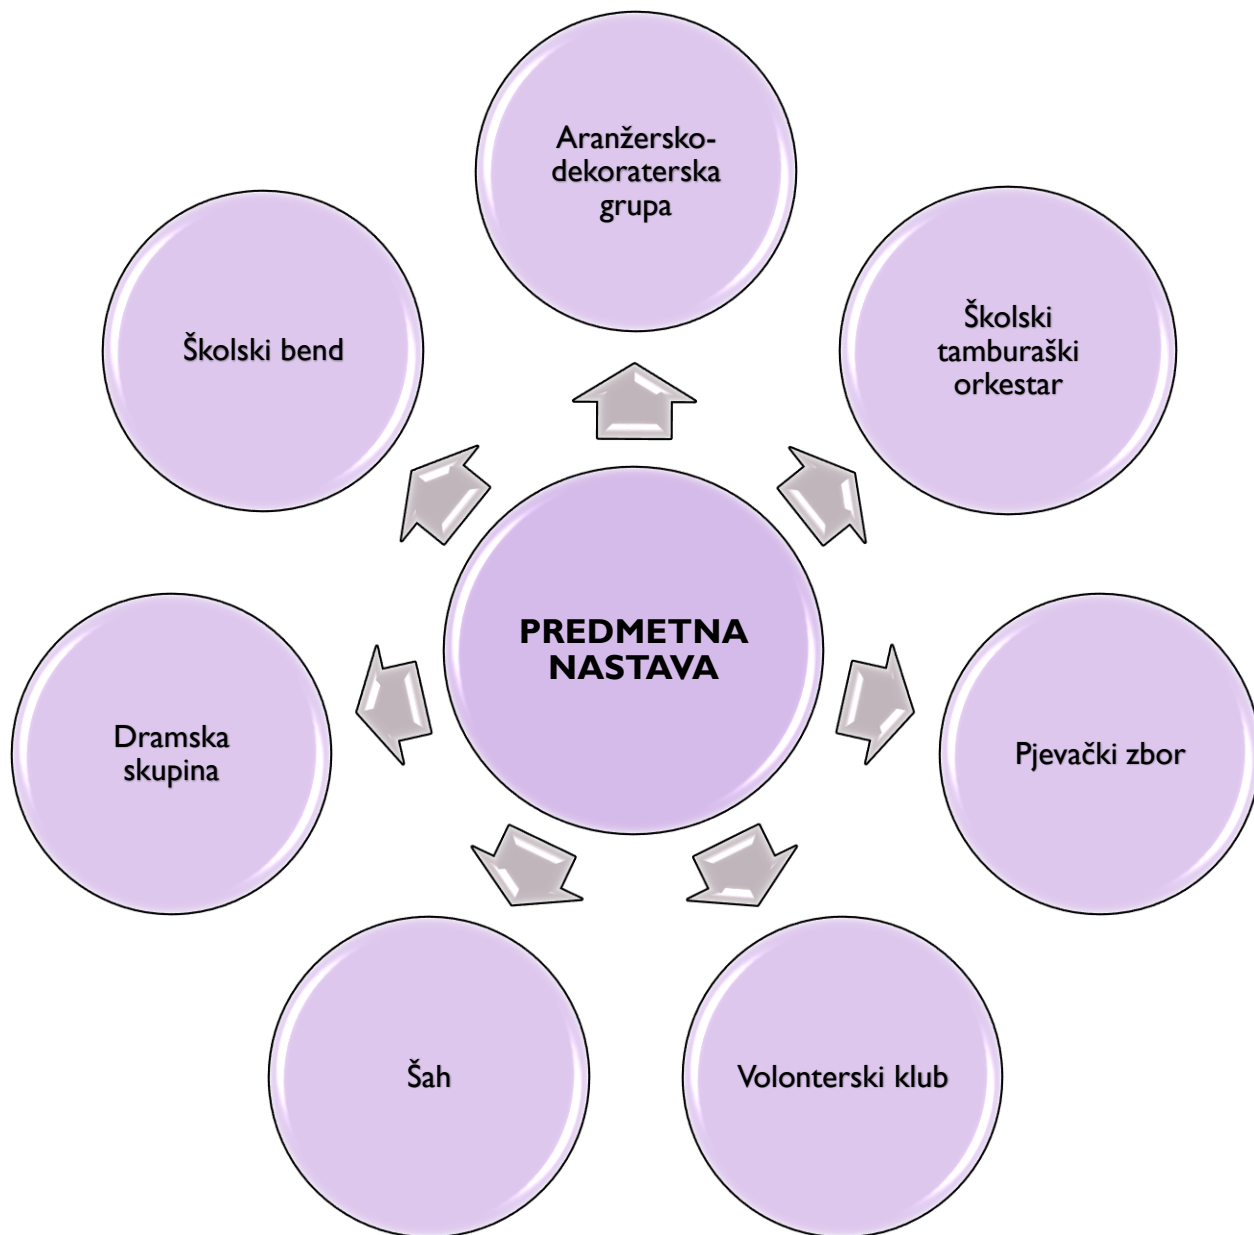 Aranžersko-
dekoraterska
grupa
Školski
tamburaški
orkestar
Pjevački zbor
Volonterski klub
Šah
Dramska
skupina
Školski bend
PREDMETNA
NASTAVA